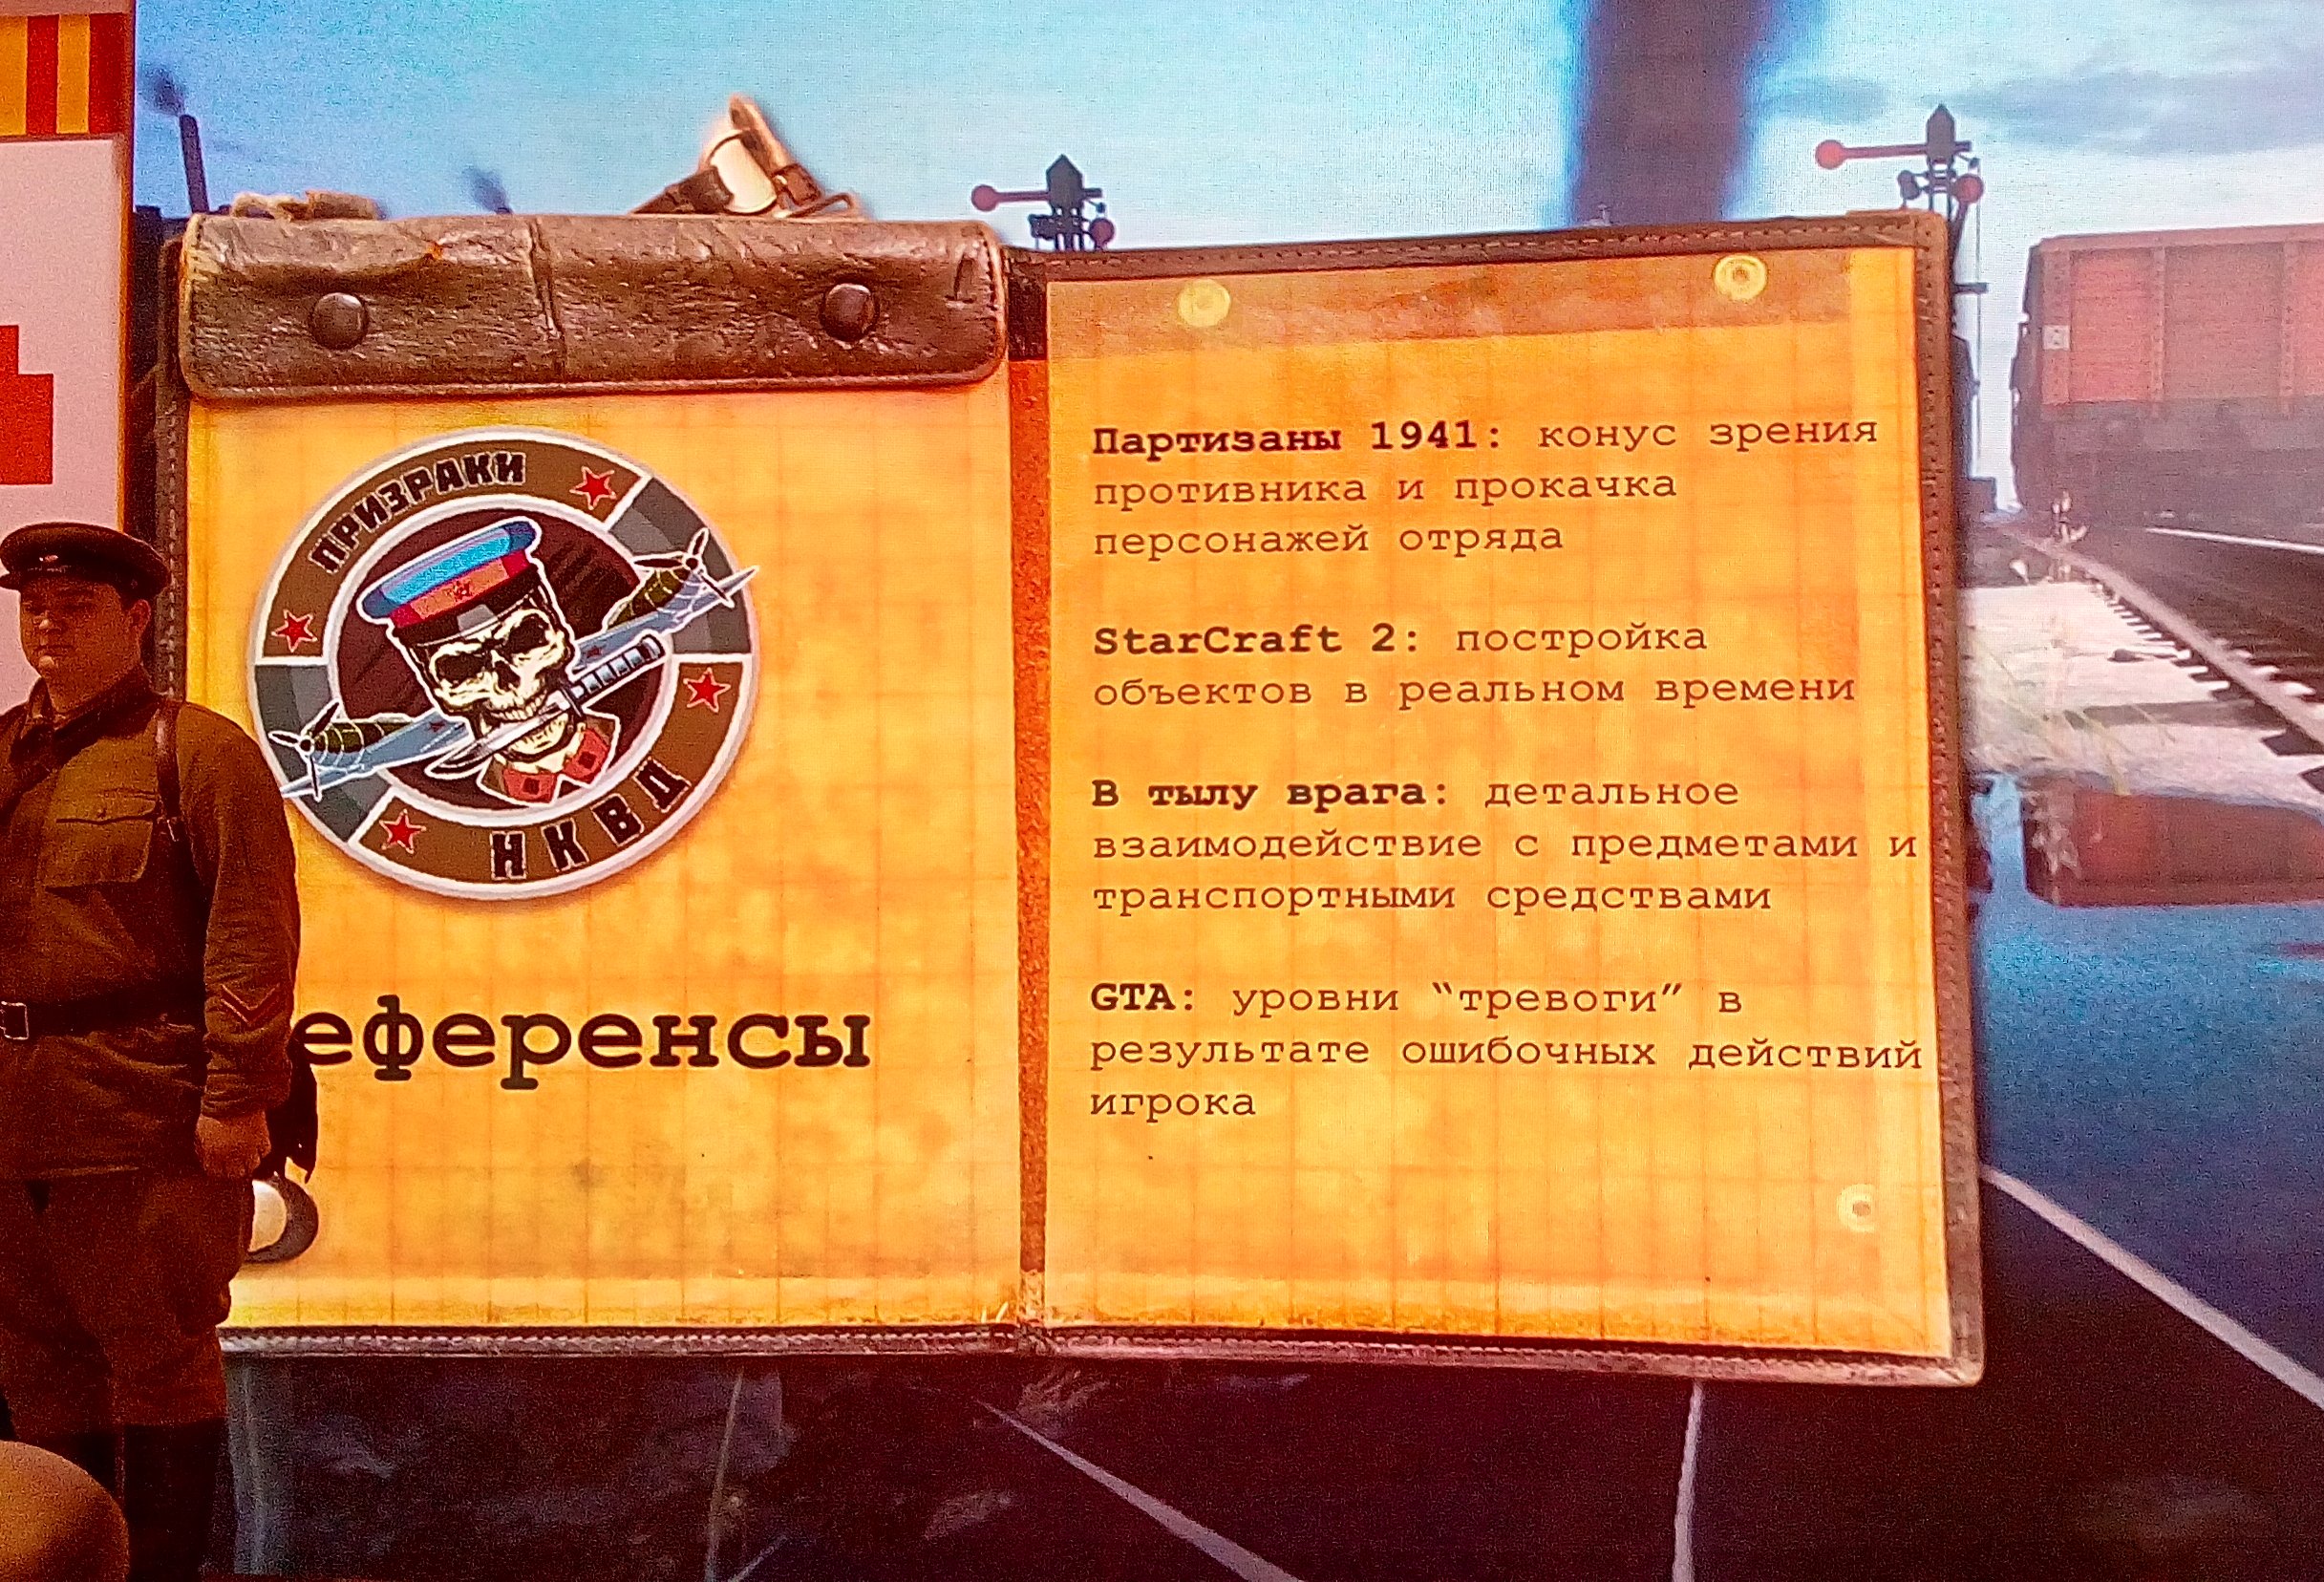 ПРИЗРАКИ
НКВД
еференсы
Партизаны 1941: конус зрения
противника и прокачка
персонажей отряда
StarCraft 2: постройка
объектов в реальном времени
В тылу врага: детальное
взаимодействие с предметами и
транспортными средствами
GTA: уровни “тревоги” в
результате ошибочных действий
игрока